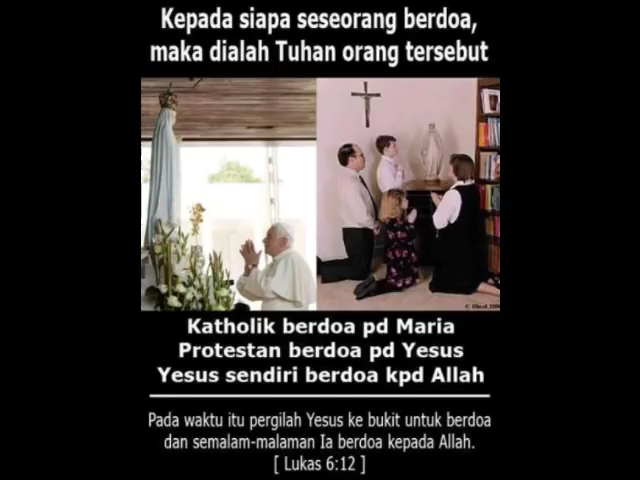 Kepada siapa seseorang berdoa,
maka dialah Tuhan orang tersebut
Katholik berdoa pd Maria
Protestan berdoa pd Yesus
Yesus sendiri berdoa kpd Allah
Pada waktu itu pergilah Yesus ke bukit untuk berdoa
dan semalam-malaman Ia berdoa kepada Allah.
[ Lukas 6:12 ]